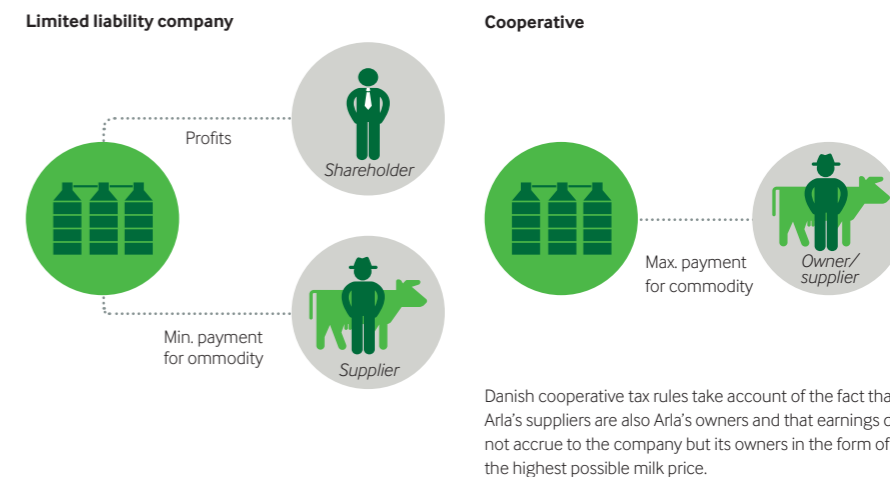 Limited liability company
Profits
Shareholder
Min. payment
for ommodity
Supplier
Cooperative
Max. payment
for commodity
Owner/
supplier
Danish cooperative tax rules take account of the fact tha
Arla’s suppliers are also Arla’s owners and that earnings
not accrue to the company but its owners in the form of
the highest possible milk price.